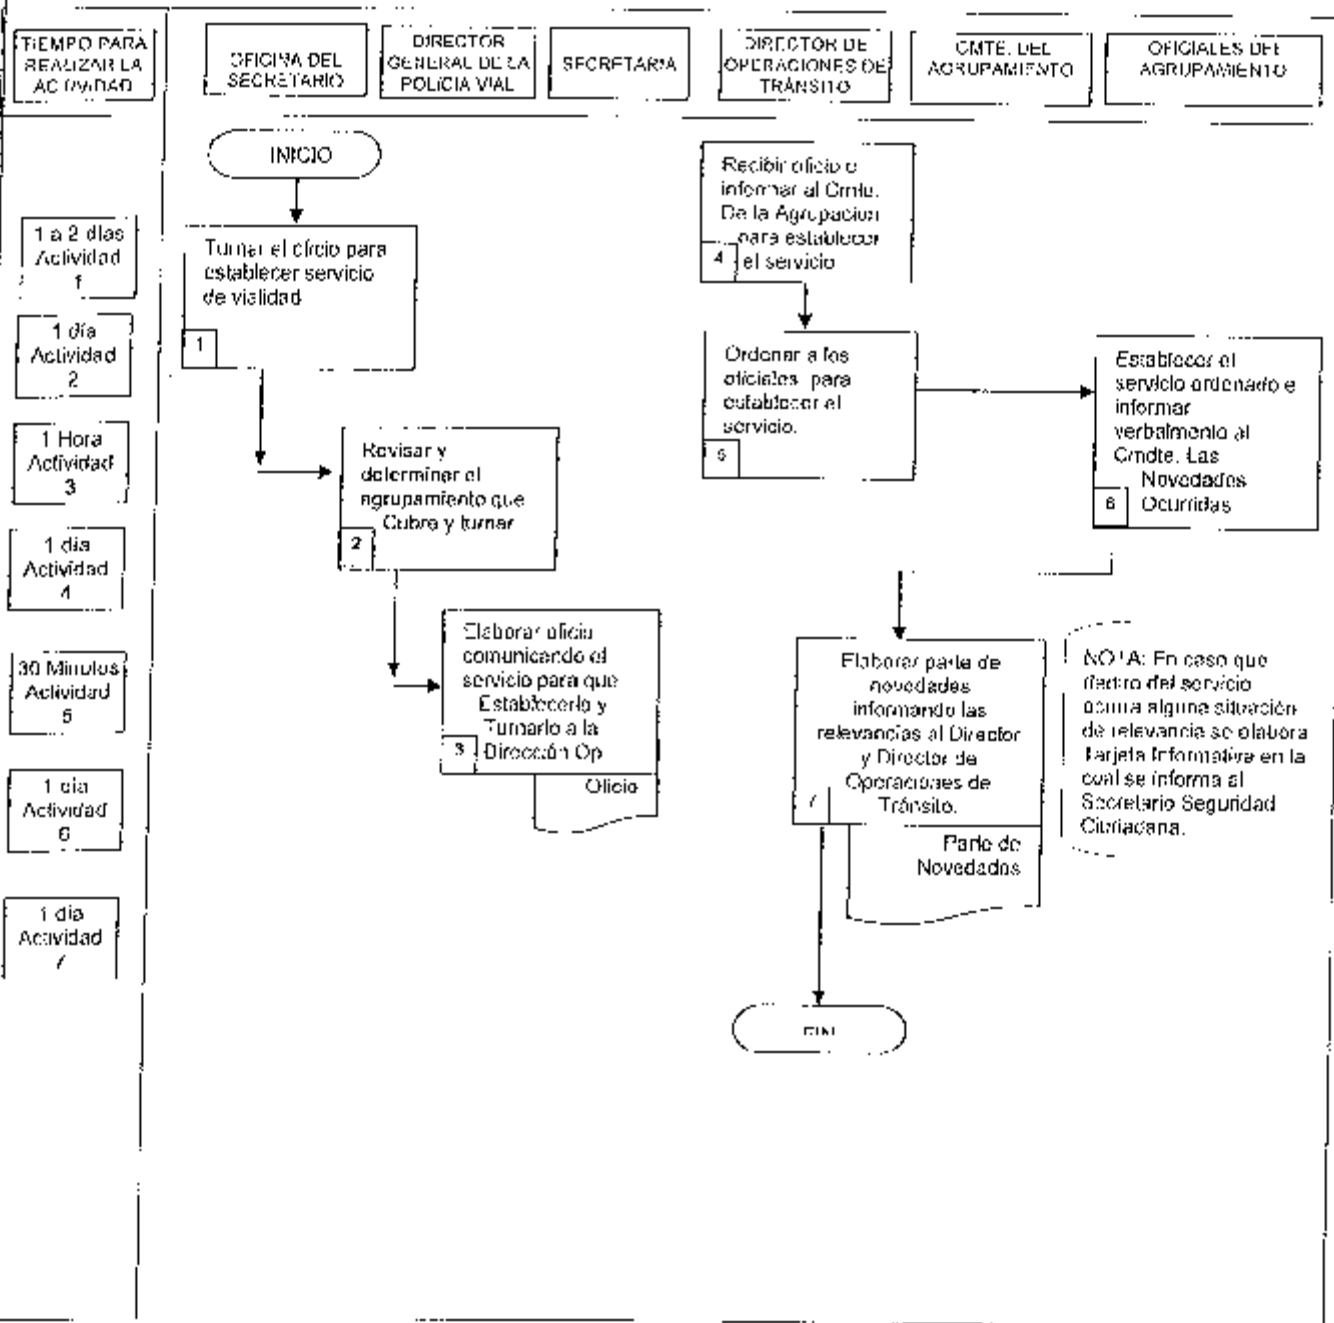 TIEMPO PARA
REALIZAR LA
ACTIVIDAD
OFICINA DEL
SECRETARIO
DIRECTOR
GENERAL DE LA
POLICIA VIAL
SECRETARIA
DIRECTOR DE
OPERACIONES DE
TRÁNSITO
CMTE. DEL
AGRUPAMIENTO
OFICIALES DEL
AGRUPAMIENTO
INICIO
1 a 2 días
Actividad
1
1 día
Actividad
2
1 Hora
Actividad
3
1 día
Actividad
4
30 Minutos
Actividad
5
1 día
Actividad
6
1 día
Actividad
7
Turnar el oficio para
establecer servicio
de vialidad
1
Revisar y
determinar el
agrupamiento que
Cubre y turnar
2
Elaborar oficio
comunicando el
servicio para que
Establecerlo y
Turnarlo a la
Dirección Op
3
Oficio
Recibir oficio e
informar al Cmte.
De la Agrupacion
para establecer
el servicio
4
Ordenar a los
oficiales para
establecer el
servicio.
5
Establecer el
servicio ordenado e
informar
verbalmente al
Cmdte. Las
Novedades
Ocurridas
6
Elaborar parte de
novedades
informando las
relevancias al Director
y Director de
Operaciones de
Tránsito.
7
Parte de
Novedades
NOTA: En caso que
dentro del servicio
ocurra alguna situación
de relevancia se elabora
Tarjeta Informativa en la
cual se informa al
Secretario Seguridad
Ciudadana.
FIN